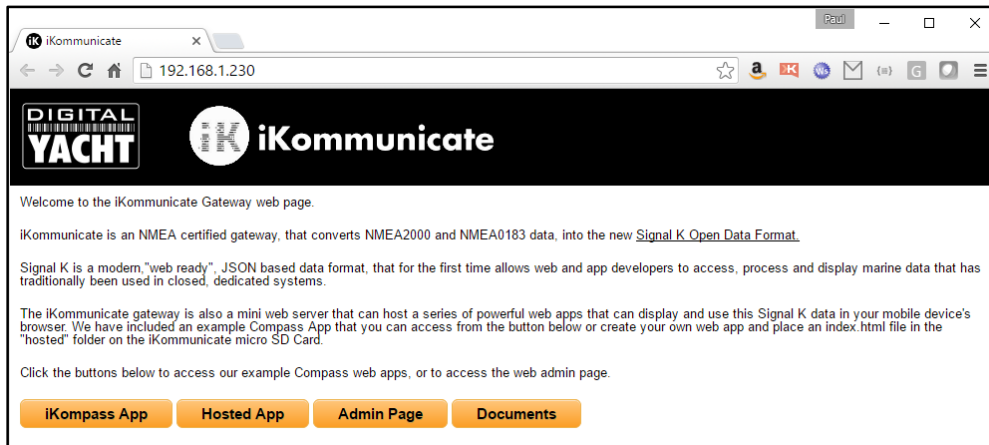 Paul
iK iKommunicate
192.168.1.230
DIGITAL
YACHT
iK iKommunicate
Welcome to the iKommunicate Gateway web page.
iKommunicate is an NMEA certified gateway, that converts NMEA2000 and NMEA0183 data, into the new Signal K Open Data Format.
Signal K is a modern,"web ready", JSON based data format, that for the first time allows web and app developers to access, process and display marine data that has
traditionally been used in closed, dedicated systems.
The iKommunicate gateway is also a mini web server that can host a series of powerful web apps that can display and use this Signal K data in your mobile device's
browser. We have included an example Compass App that you can access from the button below or create your own web app and place an index.html file in the
"hosted" folder on the iKommunicate micro SD Card.
Click the buttons below to access our example Compass web apps, or to access the web admin page.
iKompass App Hosted App Admin Page Documents